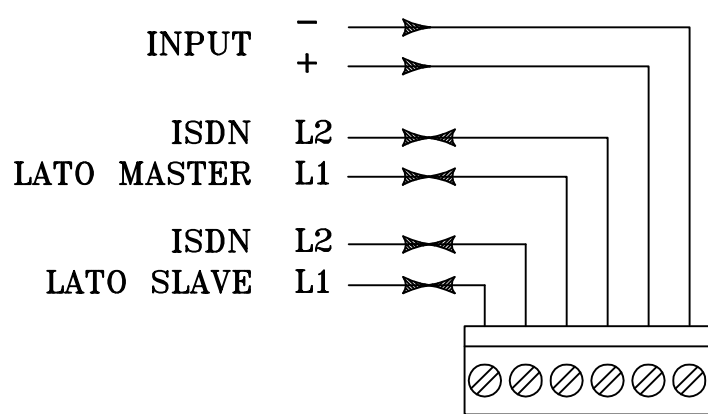 INPUT -
+
ISDN L2
LATO MASTER L1
ISDN L2
LATO SLAVE L1